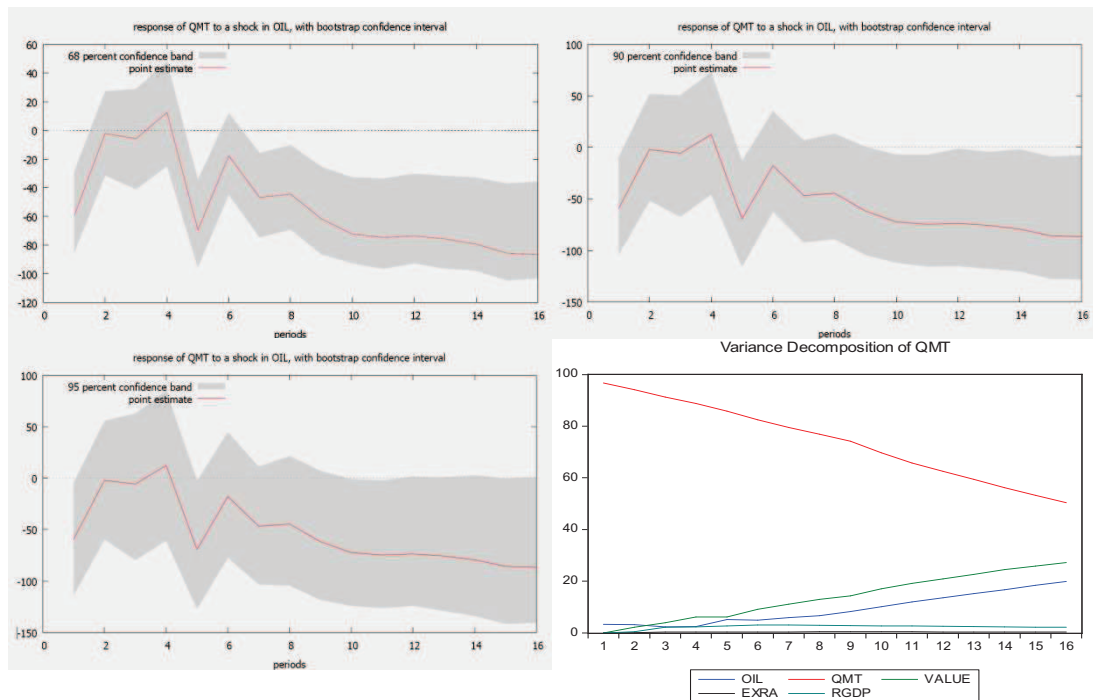 response of QMT to a shock in OIL, with bootstrap confidence interval
68 percent confidence band
point estimate
60
40
20
0
-20
-40
-60
-80
-100
-120
0 2 4 6 8 10 12 14 16
periods
response of QMT to a shock in OIL, with bootstrap confidence interval
90 percent confidence band
point estimate
100
50
0
-50
-100
-150
0 2 4 6 8 10 12 14 16
periods
response of QMT to a shock in OIL, with bootstrap confidence interval
95 percent confidence band
point estimate
100
50
0
-50
-100
-150
0 2 4 6 8 10 12 14 16
periods
Variance Decomposition of QMT
100
80
60
40
20
0
1 2 3 4 5 6 7 8 9 10 11 12 13 14 15 16
OIL QMT VALUE
EXRA RGDP